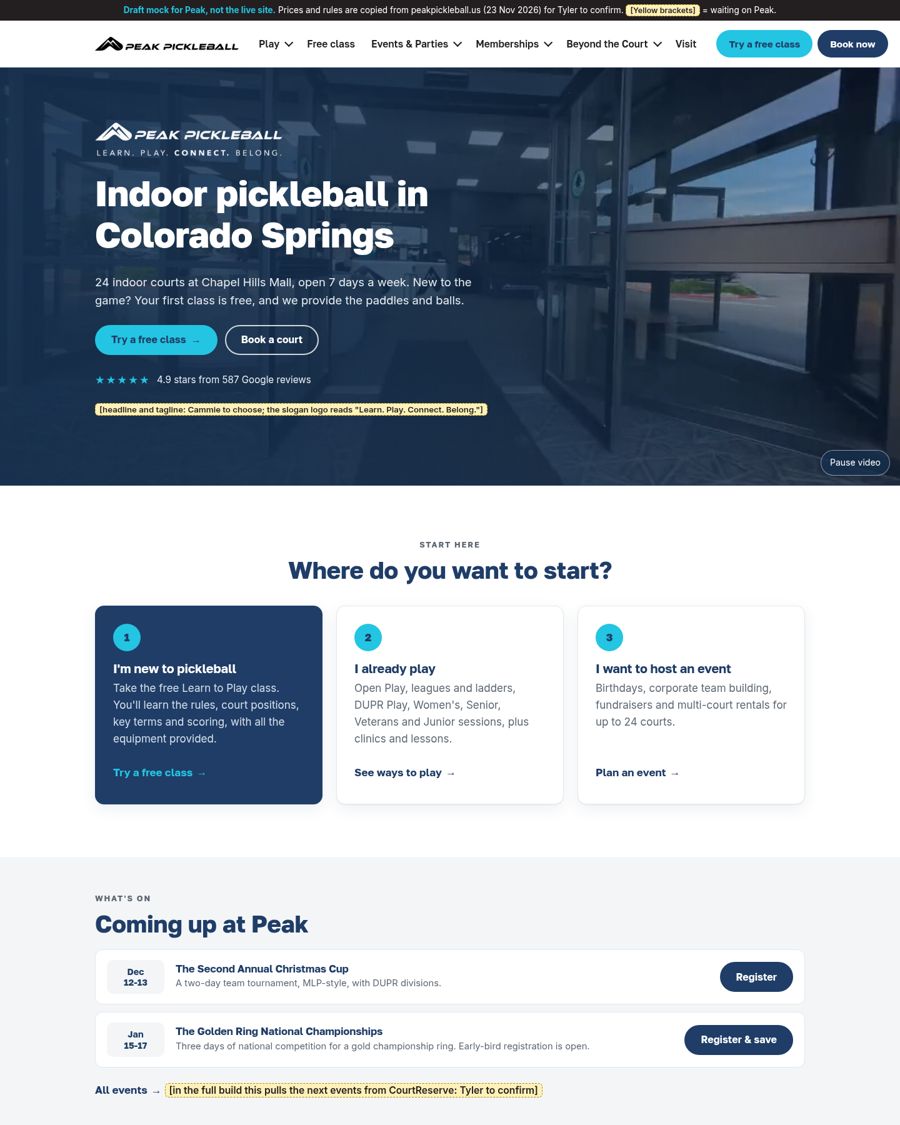 Draft mock for Peak, not the live site. Prices and rules are copied from peakpickleball.us (23 Nov 2026) for Tyler to confirm. [Yellow brackets] = waiting on Peak.
PEAK PICKLEBALL
Play
Free class
Events & Parties
Memberships
Beyond the Court
Visit
Try a free class
Book now
PEAK PICKLEBALL
LEARN. PLAY. CONNECT. BELONG.
Indoor pickleball in
Colorado Springs
24 indoor courts at Chapel Hills Mall, open 7 days a week. New to the
game? Your first class is free, and we provide the paddles and balls.
Try a free class →
Book a court
★★★★★ 4.9 stars from 587 Google reviews
[headline and tagline: Cammie to choose; the slogan logo reads "Learn. Play. Connect. Belong."]
Pause video
START HERE
Where do you want to start?
1
I'm new to pickleball
Take the free Learn to Play class.
You'll learn the rules, court positions,
key terms and scoring, with all the
equipment provided.
Try a free class →
2
I already play
Open Play, leagues and ladders,
DUPR Play, Women's, Senior,
Veterans and Junior sessions, plus
clinics and lessons.
See ways to play →
3
I want to host an event
Birthdays, corporate team building,
fundraisers and multi-court rentals for
up to 24 courts.
Plan an event →
WHAT'S ON
Coming up at Peak
Dec
12-13
The Second Annual Christmas Cup
A two-day team tournament, MLP-style, with DUPR divisions.
Register
Jan
15-17
The Golden Ring National Championships
Three days of national competition for a gold championship ring. Early-bird registration is open.
Register & save
All events → [in the full build this pulls the next events from CourtReserve: Tyler to confirm]